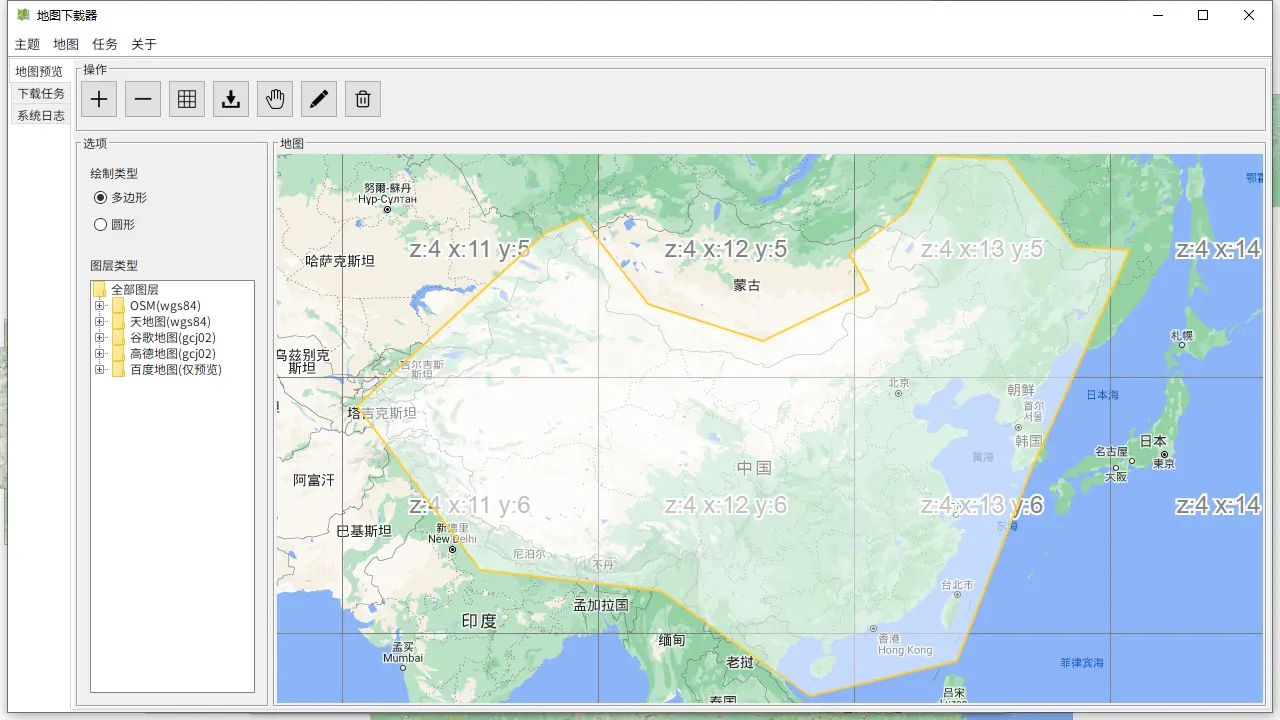 地图下载器
主题 地图 任务 关于
地图预览
下载任务
系统日志
操作
选项
绘制类型
多边形
圆形
图层类型
全部图层
OSM(wgs84)
天地图(wgs84)
谷歌地图(gcj02)
高德地图(gcj02)
百度地图(仅预览)
地图
努爾-蘇丹
Нұр-Сұлтан
z:4 x:11 y:5
z:4 x:12 y:5
z:4 x:13 y:5
z:4 x:14
哈萨克斯坦
蒙古
札幌
乌兹别克
斯坦
吉尔吉斯
斯坦
北京
朝鲜
首尔
서울
日本海
塔吉克斯坦
韩国
日本
名古屋
東京
大阪
中国
黄海
阿富汗
z:4 x:11 y:6
z:4 x:12 y:6
z:4 x:13 y:6
z:4 x:14
巴基斯坦
新德里
New Delhi
东海
尼泊尔
不丹
台北市
孟加拉国
印度
缅甸
香港
Hong Kong
孟买
Mumbai
老挝
菲律宾海
吕宋
泰国